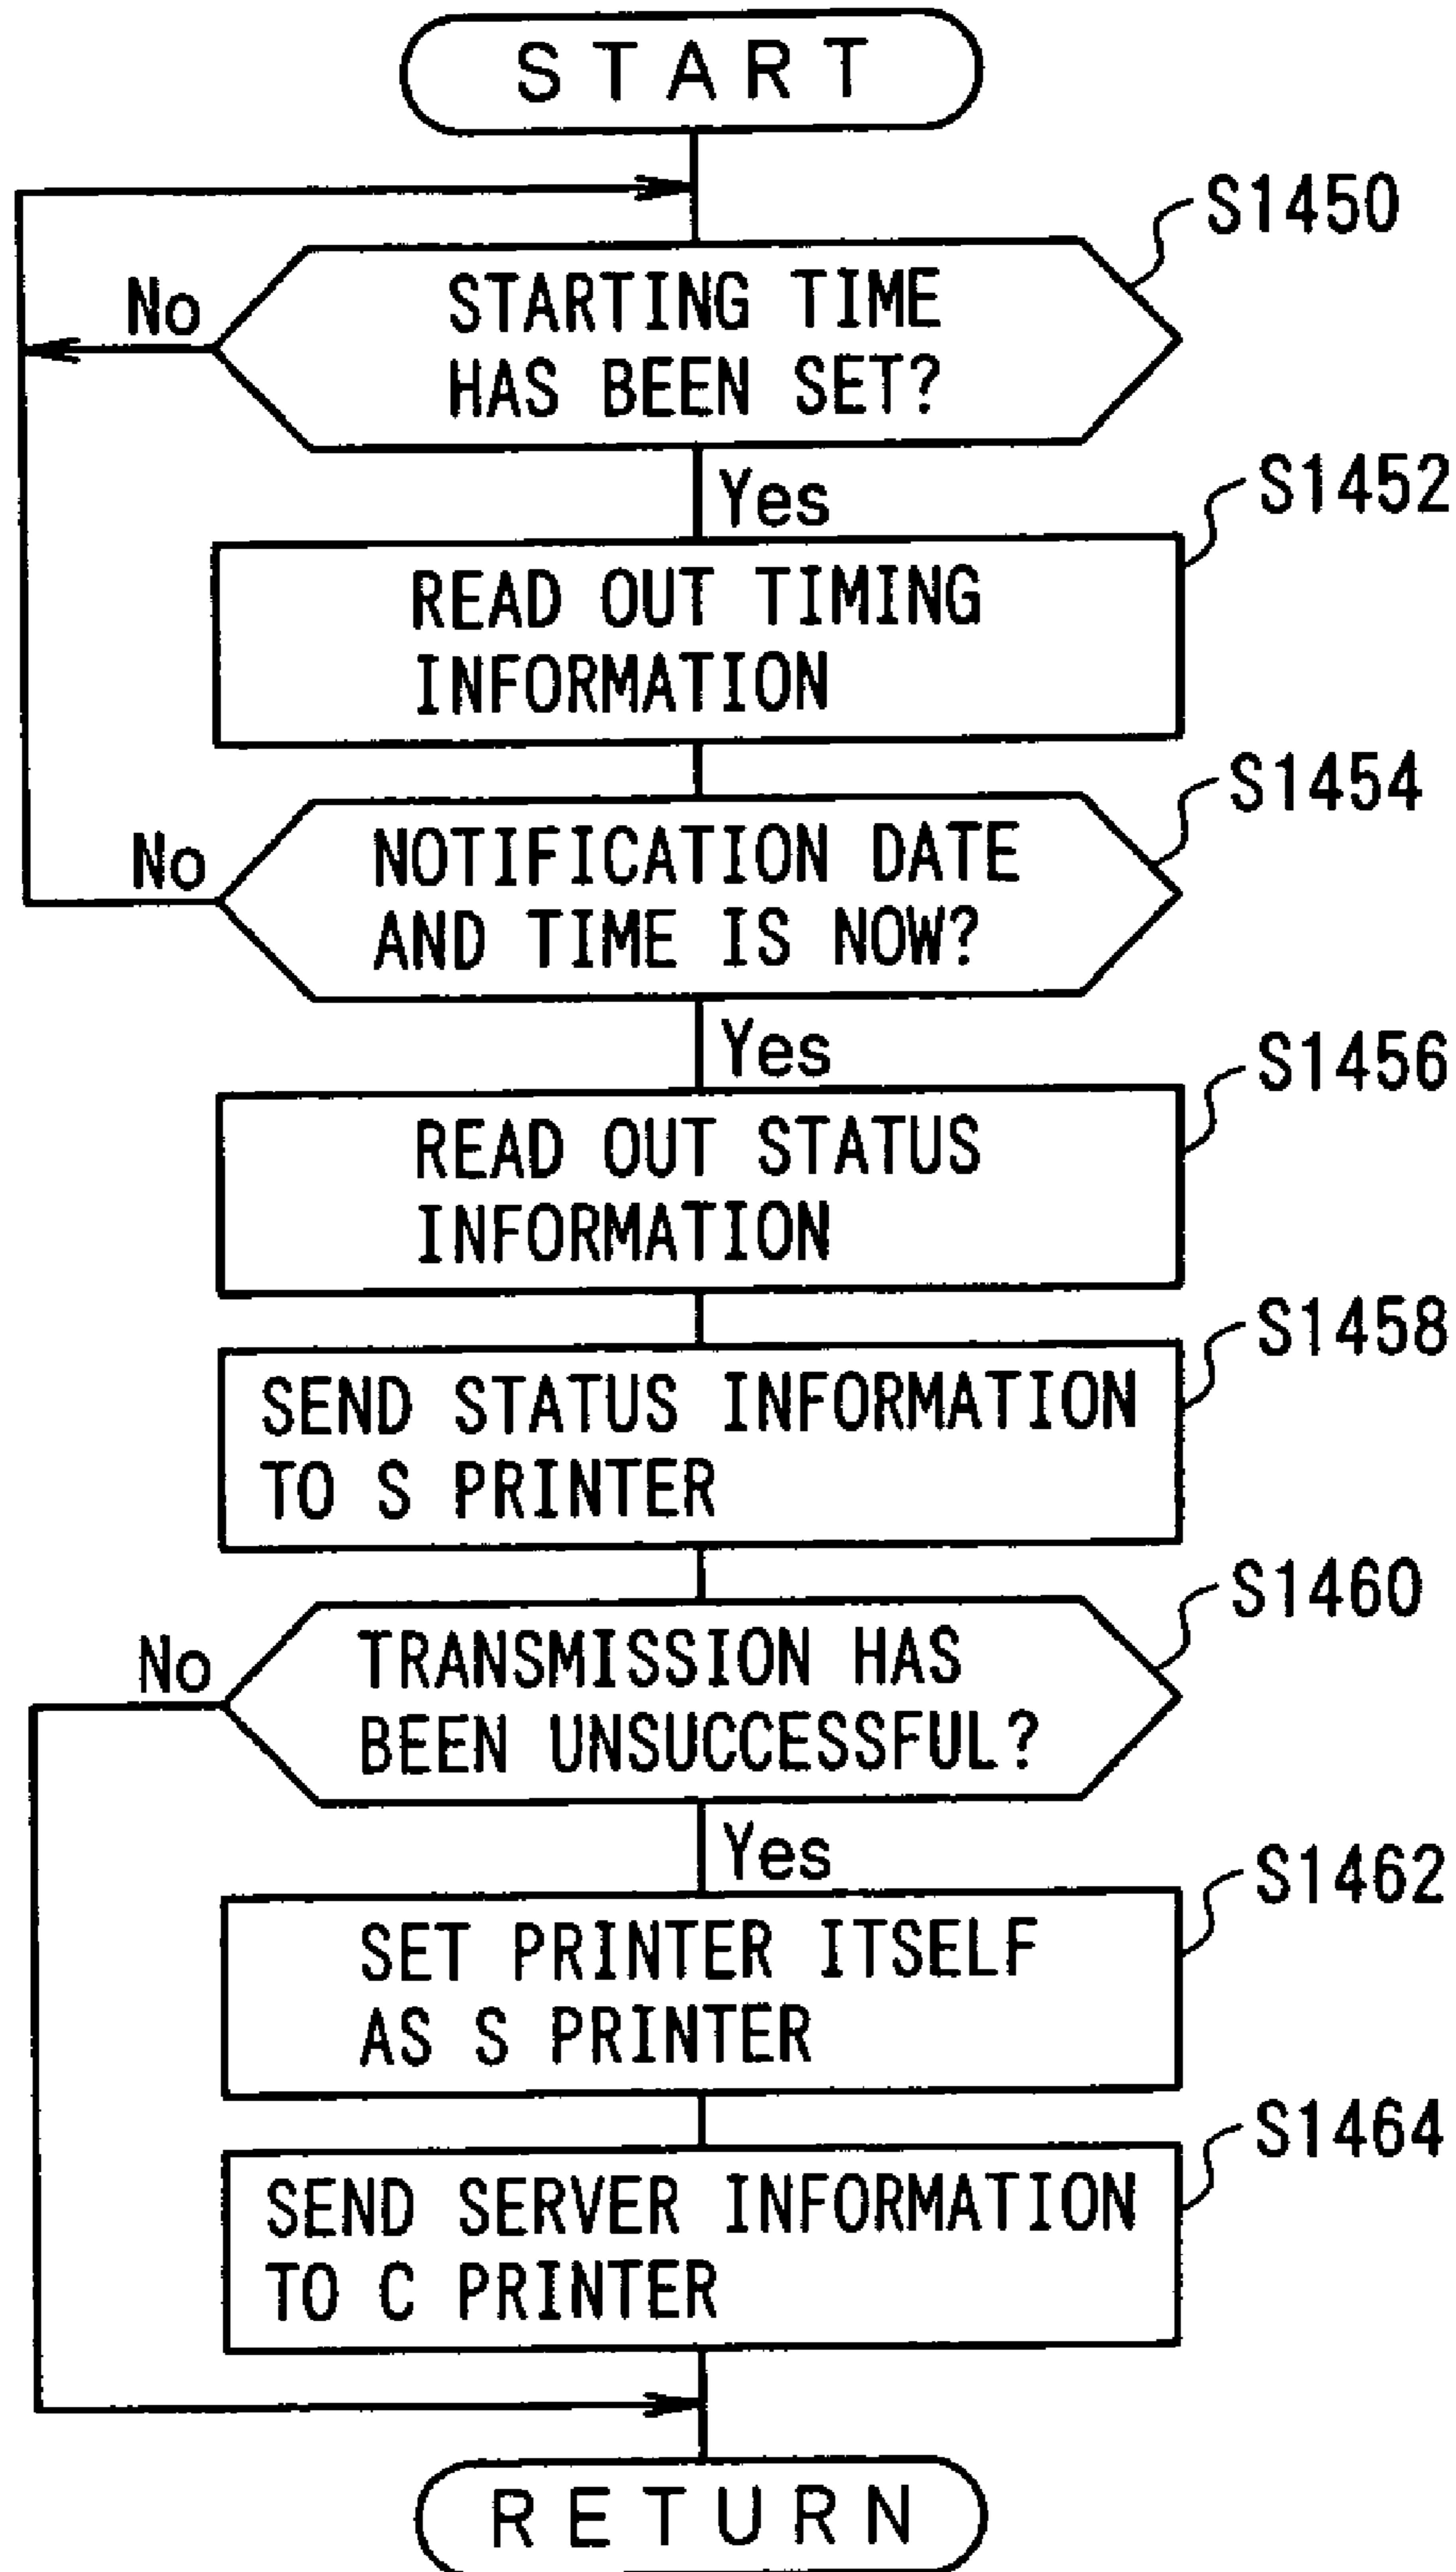 START
S1450
No
STARTING TIME
HAS BEEN SET?
Yes
S1452
READ OUT TIMING
INFORMATION
S1454
No
NOTIFICATION DATE
AND TIME IS NOW?
Yes
S1456
READ OUT STATUS
INFORMATION
S1458
SEND STATUS INFORMATION
TO S PRINTER
S1460
No
TRANSMISSION HAS
BEEN UNSUCCESSFUL?
Yes
S1462
SET PRINTER ITSELF
AS S PRINTER
S1464
SEND SERVER INFORMATION
TO C PRINTER
RETURN